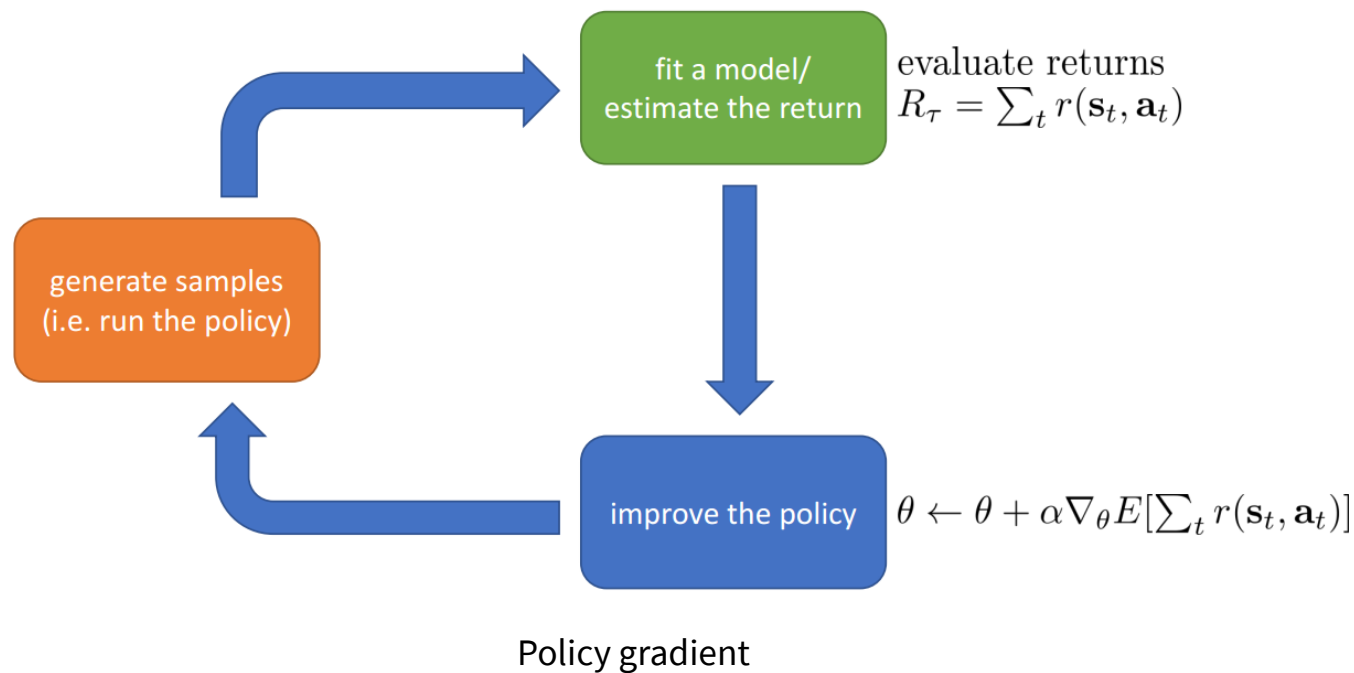 fit a model/
estimate the return
evaluate returns
R_τ = ∑_t r(s_t, a_t)
generate samples
(i.e. run the policy)
improve the policy
θ ← θ + α∇_θ E[∑_t r(s_t, a_t)]
Policy gradient